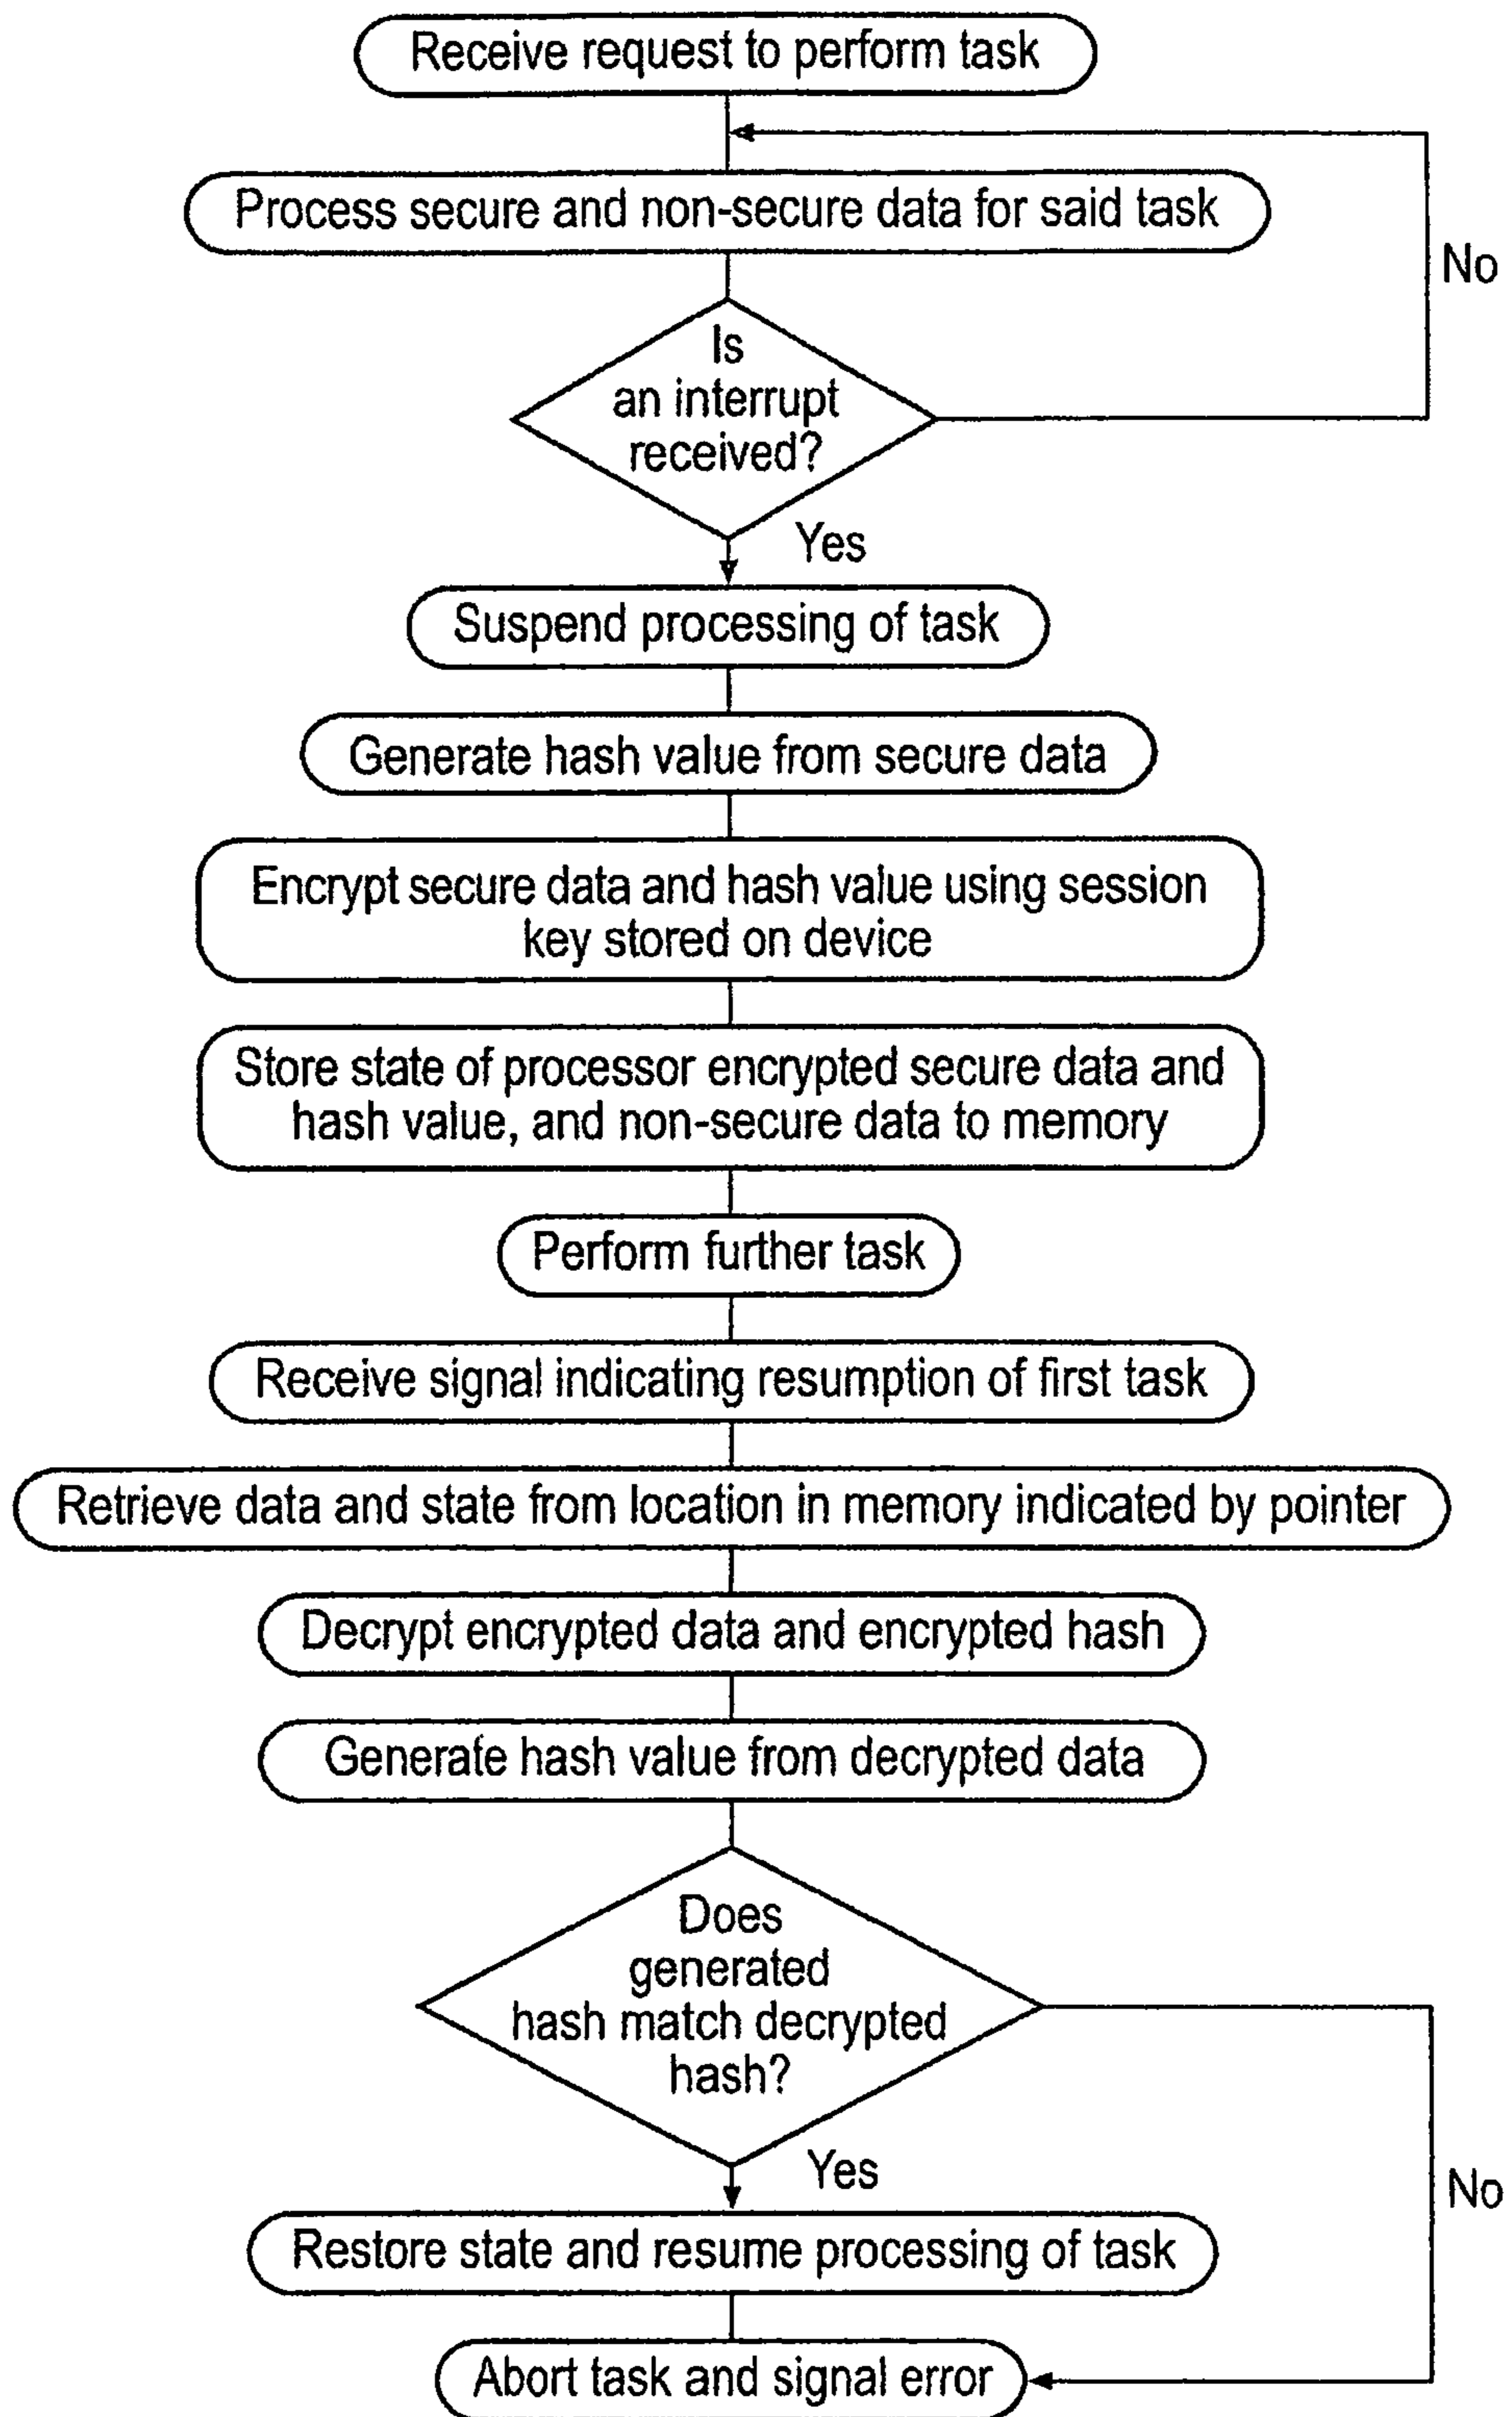 Receive request to perform task
Process secure and non-secure data for said task
No
Is
an interrupt
received?
Yes
Suspend processing of task
Generate hash value from secure data
Encrypt secure data and hash value using session
key stored on device
Store state of processor encrypted secure data and
hash value, and non-secure data to memory
Perform further task
Receive signal indicating resumption of first task
Retrieve data and state from location in memory indicated by pointer
Decrypt encrypted data and encrypted hash
Generate hash value from decrypted data
Does
generated
hash match decrypted
hash?
Yes
No
Restore state and resume processing of task
Abort task and signal error